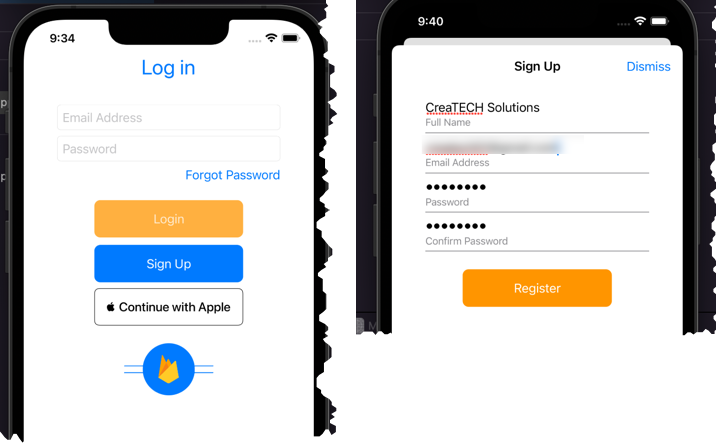 9:34
Log in
Email Address
Password
Forgot Password
Login
Sign Up
Continue with Apple
9:40
Sign Up
Dismiss
CreaTECH Solutions
Full Name
Email Address
Password
Confirm Password
Register